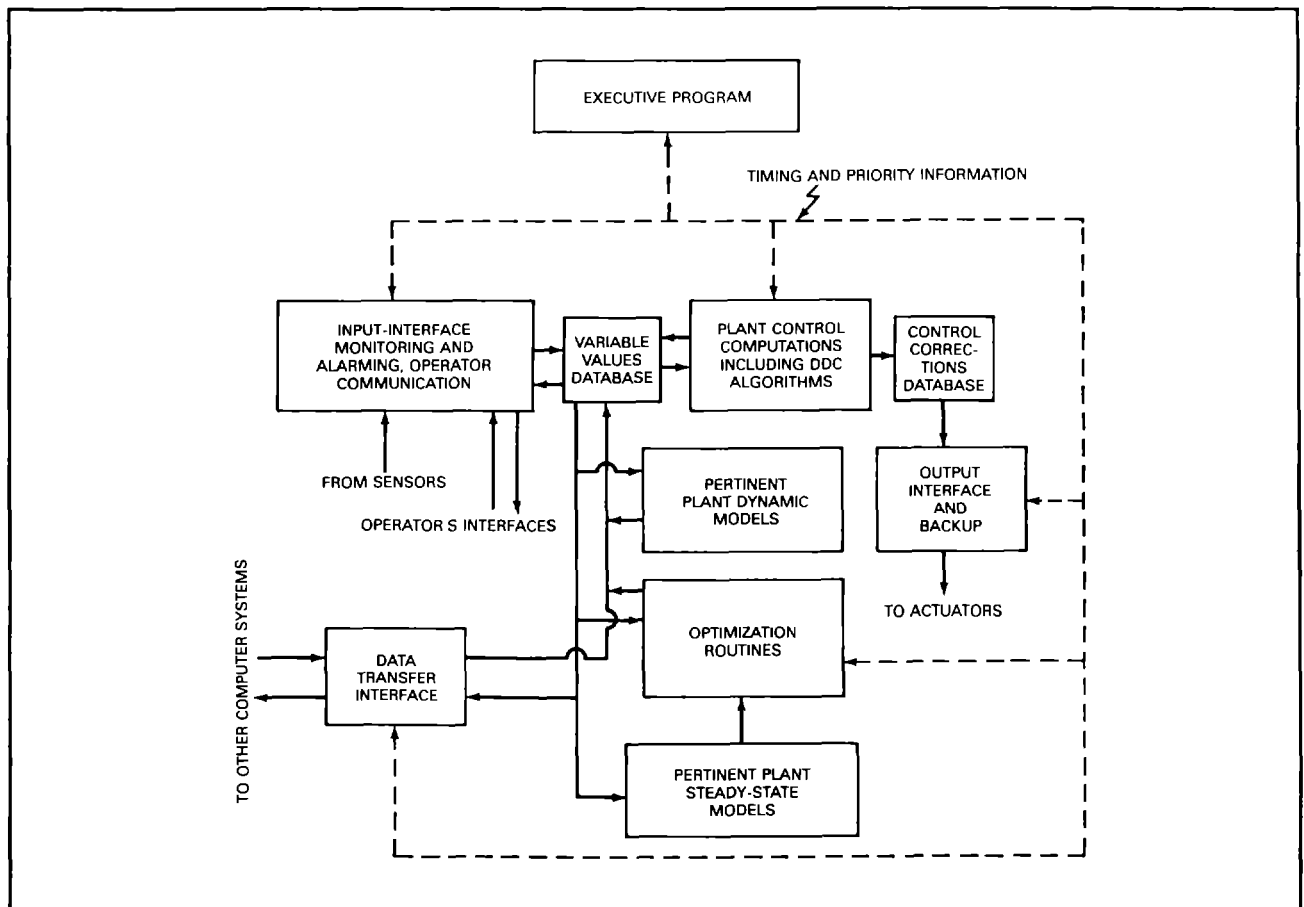 EXECUTIVE PROGRAM
TIMING AND PRIORITY INFORMATION
INPUT-INTERFACE
MONITORING AND
ALARMING, OPERATOR
COMMUNICATION
VARIABLE
VALUES
DATABASE
PLANT CONTROL
COMPUTATIONS
INCLUDING DDC
ALGORITHMS
CONTROL
CORREC-
TIONS
DATABASE
FROM SENSORS
OPERATOR S INTERFACES
PERTINENT
PLANT DYNAMIC
MODELS
OUTPUT
INTERFACE
AND
BACKUP
TO ACTUATORS
TO OTHER COMPUTER SYSTEMS
DATA
TRANSFER
INTERFACE
OPTIMIZATION
ROUTINES
PERTINENT PLANT
STEADY-STATE
MODELS